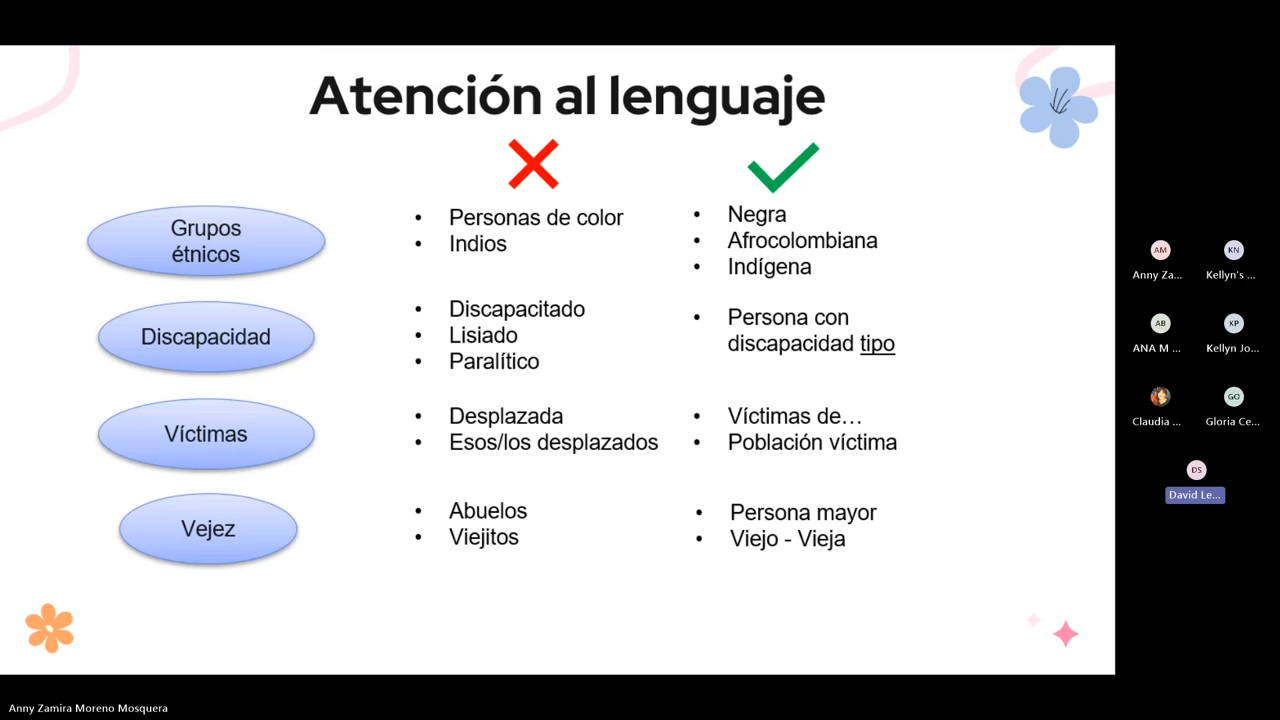 Atención al lenguaje
Grupos
étnicos
• Personas de color
• Indios
• Negra
• Afrocolombiana
• Indígena
Discapacidad
• Discapacitado
• Lisiado
• Paralítico
• Persona con
discapacidad tipo
Víctimas
• Desplazada
• Esos/los desplazados
• Víctimas de…
• Población víctima
Vejez
• Abuelos
• Viejitos
• Persona mayor
• Viejo - Vieja
AM
Anny Za...
KN
Kellyn's ...
AB
ANA M ...
KP
Kellyn Jo...
Claudia ...
GO
Gloria Ce...
DS
David Le...
Anny Zamira Moreno Mosquera